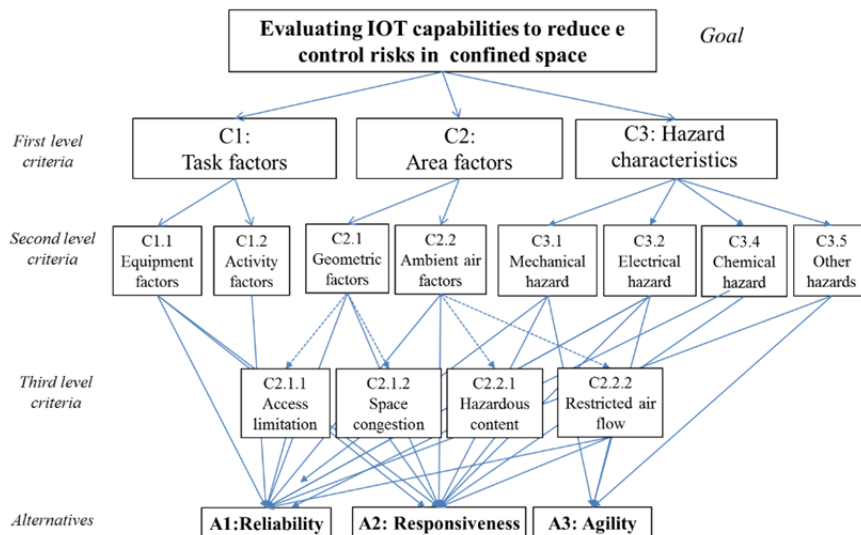 Evaluating IOT capabilities to reduce e
control risks in confined space
Goal
First level
criteria
C1:
Task factors
C2:
Area factors
C3: Hazard
characteristics
Second level
criteria
C1.1
Equipment
factors
C1.2
Activity
factors
C2.1
Geometric
factors
C2.2
Ambient air
factors
C3.1
Mechanical
hazard
C3.2
Electrical
hazard
C3.4
Chemical
hazard
C3.5
Other
hazards
Third level
criteria
C2.1.1
Access
limitation
C2.1.2
Space
congestion
C2.2.1
Hazardous
content
C2.2.2
Restricted air
flow
Alternatives
A1:Reliability
A2: Responsiveness
A3: Agility